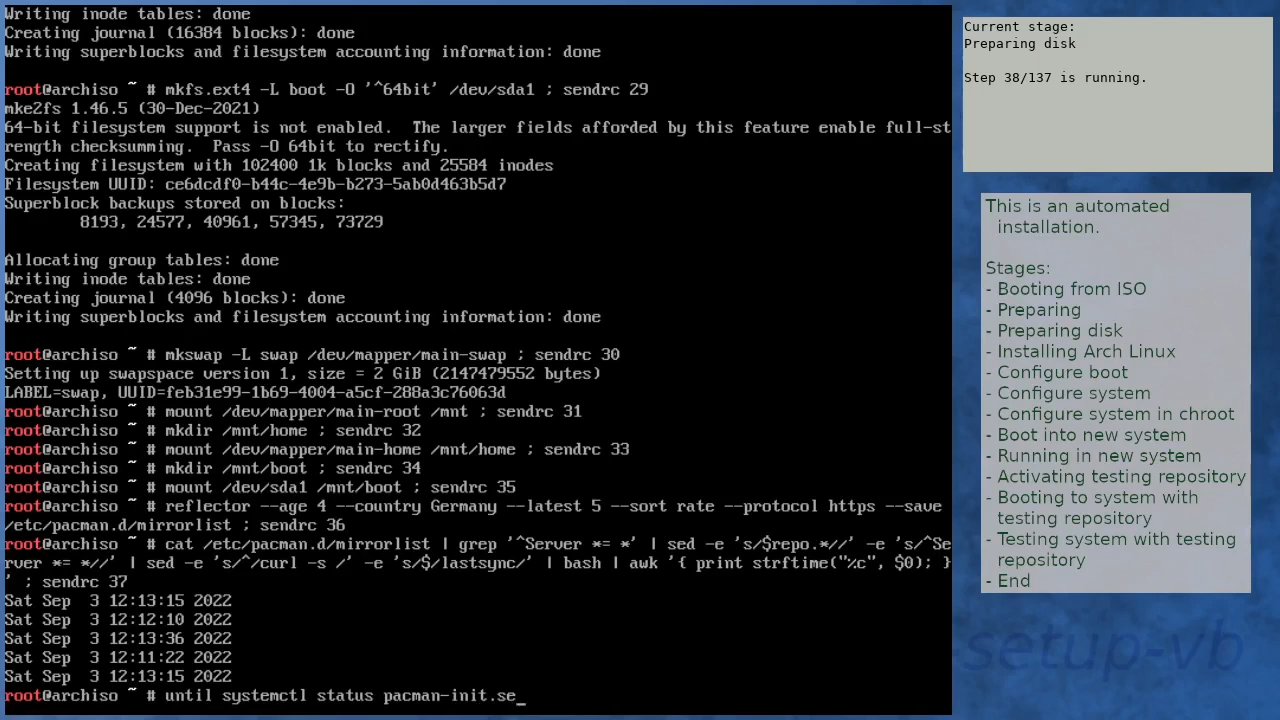 Writing inode tables: done
Creating journal (16384 blocks): done
Writing superblocks and filesystem accounting information: done
root@archiso ~ # mkfs.ext4 -L boot -O '^64bit' /dev/sda1 ; sendrc 29
mke2fs 1.46.5 (30-Dec-2021)
64-bit filesystem support is not enabled.  The larger fields afforded by this feature enable full-st
rength checksumming.  Pass -O 64bit to rectify.
Creating filesystem with 102400 1k blocks and 25584 inodes
Filesystem UUID: ce6dcdf0-b44c-4e9b-b273-5ab0d463b5d7
Superblock backups stored on blocks:
        8193, 24577, 40961, 57345, 73729
Allocating group tables: done
Writing inode tables: done
Creating journal (4096 blocks): done
Writing superblocks and filesystem accounting information: done
root@archiso ~ # mkswap -L swap /dev/mapper/main-swap ; sendrc 30
Setting up swapspace version 1, size = 2 GiB (2147479552 bytes)
LABEL=swap, UUID=feb31e99-1b69-4004-a5cf-288a3c76063d
root@archiso ~ # mount /dev/mapper/main-root /mnt ; sendrc 31
root@archiso ~ # mkdir /mnt/home ; sendrc 32
root@archiso ~ # mount /dev/mapper/main-home /mnt/home ; sendrc 33
root@archiso ~ # mkdir /mnt/boot ; sendrc 34
root@archiso ~ # mount /dev/sda1 /mnt/boot ; sendrc 35
root@archiso ~ # reflector --age 4 --country Germany --latest 5 --sort rate --protocol https --save
/etc/pacman.d/mirrorlist ; sendrc 36
root@archiso ~ # cat /etc/pacman.d/mirrorlist | grep '^Server *= *' | sed -e 's/$repo.*//' -e 's/^Se
rver *= *//' | sed -e 's/^/curl -s /' -e 's/$/lastsync/' | bash | awk '{ print strftime("%c", $0); }
' ; sendrc 37
Sat Sep  3 12:13:15 2022
Sat Sep  3 12:12:10 2022
Sat Sep  3 12:13:36 2022
Sat Sep  3 12:11:22 2022
Sat Sep  3 12:13:15 2022
root@archiso ~ # until systemctl status pacman-init.se_
Current stage:
Preparing disk
Step 38/137 is running.
This is an automated
installation.
Stages:
- Booting from ISO
- Preparing
- Preparing disk
- Installing Arch Linux
- Configure boot
- Configure system
- Configure system in chroot
- Boot into new system
- Running in new system
- Activating testing repository
- Booting to system with
testing repository
- Testing system with testing
repository
- End
setup-vb